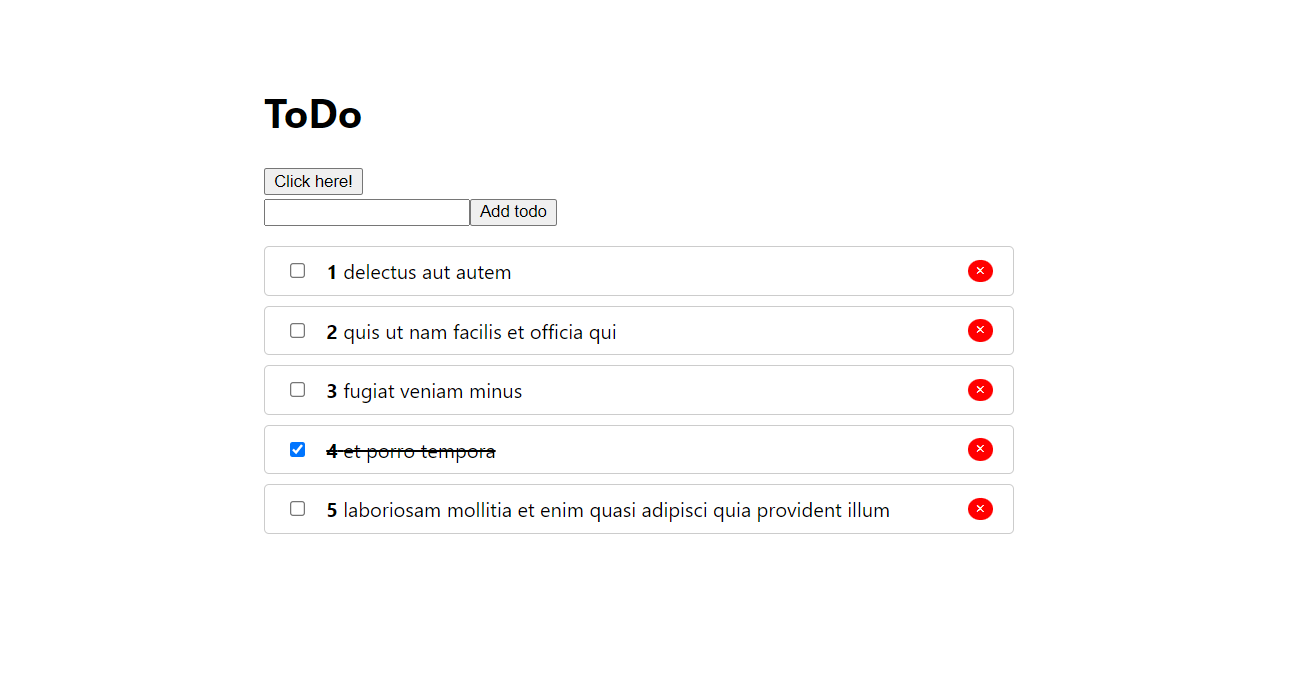 ToDo
Click here!
Add todo
1 delectus aut autem ×
2 quis ut nam facilis et officia qui ×
3 fugiat veniam minus ×
4 et porro tempora ×
5 laboriosam mollitia et enim quasi adipisci quia provident illum ×